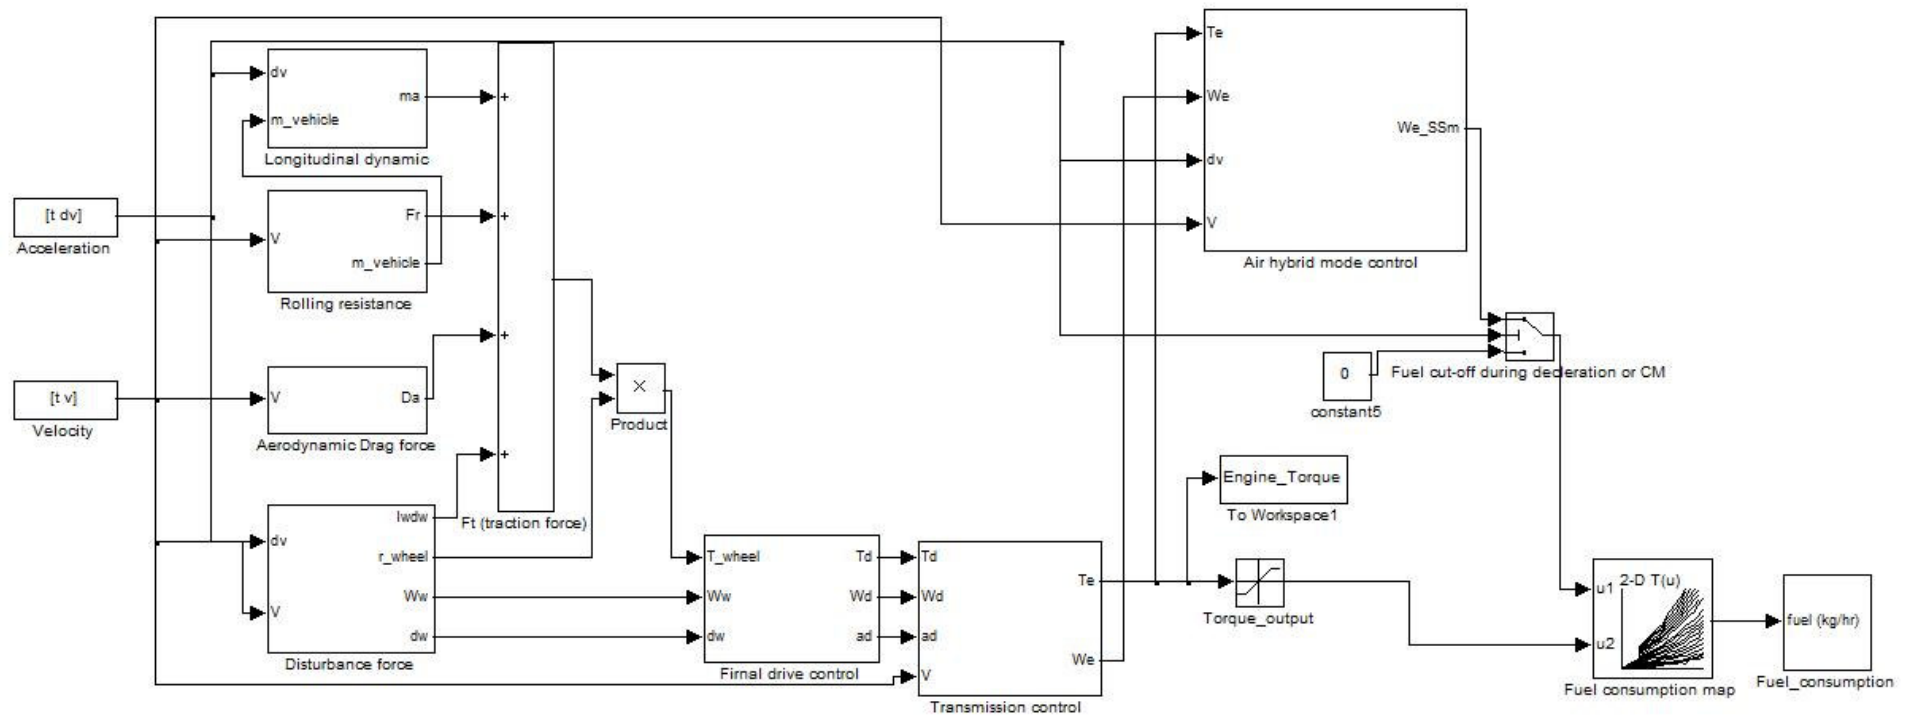 dv
ma
m_vehicle
Longitudinal dynamic
[t dv]
Acceleration
V
Fr
m_vehicle
Rolling resistance
[t v]
Velocity
V
Da
Aerodynamic Drag force
dv
V
Iwdw
r_wheel
Ww
dw
Disturbance force
+
+
+
+
Ft (traction force)
×
Product
T_wheel
Ww
dw
Td
Wd
ad
Firnal drive control
Td
Wd
ad
V
Te
We
Transmission control
Te
We
dv
V
We_SSm
Air hybrid mode control
0
constant5
Fuel cut-off during decleration or CM
Engine_Torque
To Workspace1
Torque_output
2-D T(u)
u1
u2
Fuel consumption map
fuel (kg/hr)
Fuel_consumption